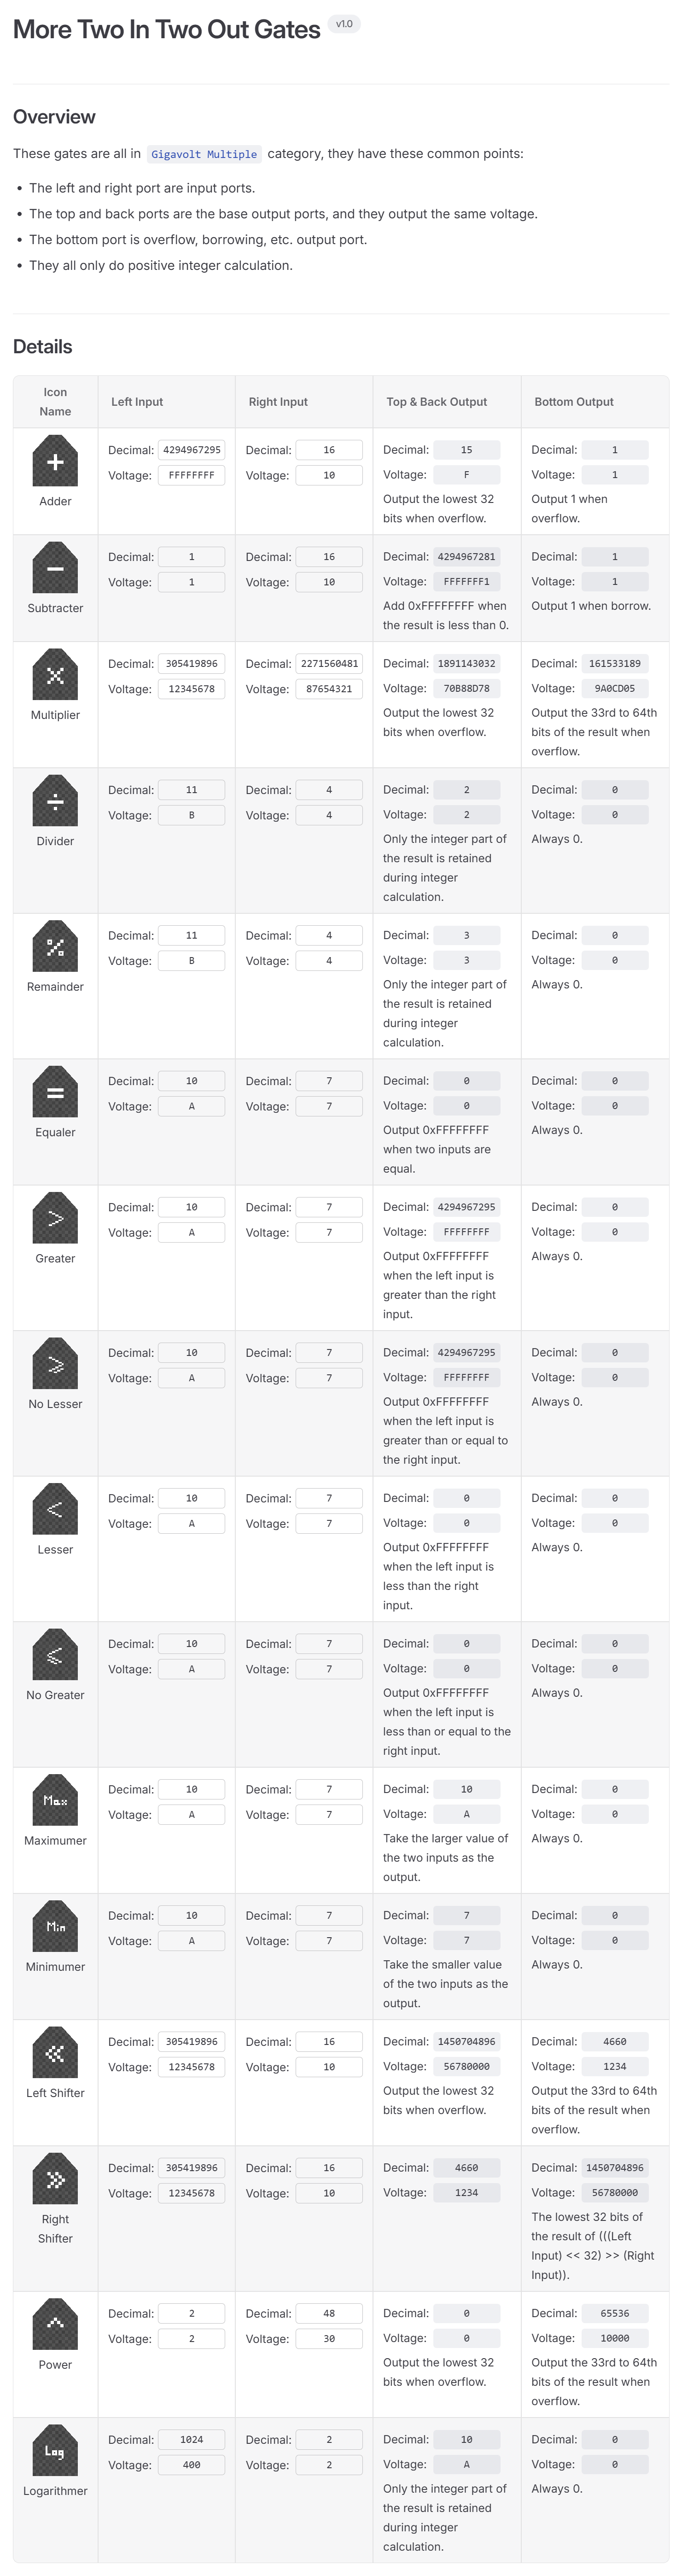 More Two In Two Out Gates v1.0
Overview
These gates are all in Gigavolt Multiple category, they have these common points:
• The left and right port are input ports.
• The top and back ports are the base output ports, and they output the same voltage.
• The bottom port is overflow, borrowing, etc. output port.
• They all only do positive integer calculation.
Details
Icon
Name
Left Input
Right Input
Top & Back Output
Bottom Output
+
Adder
Decimal: 4294967295
Voltage: FFFFFFFF
Decimal: 16
Voltage: 10
Decimal: 15
Voltage: F
Output the lowest 32
bits when overflow.
Decimal: 1
Voltage: 1
Output 1 when
overflow.
−
Subtracter
Decimal: 1
Voltage: 1
Decimal: 16
Voltage: 10
Decimal: 4294967281
Voltage: FFFFFFF1
Add 0xFFFFFFFF when
the result is less than 0.
Decimal: 1
Voltage: 1
Output 1 when borrow.
×
Multiplier
Decimal: 305419896
Voltage: 12345678
Decimal: 2271560481
Voltage: 87654321
Decimal: 1891143032
Voltage: 70B88D78
Output the lowest 32
bits when overflow.
Decimal: 161533189
Voltage: 9A0CD05
Output the 33rd to 64th
bits of the result when
overflow.
÷
Divider
Decimal: 11
Voltage: B
Decimal: 4
Voltage: 4
Decimal: 2
Voltage: 2
Only the integer part of
the result is retained
during integer
calculation.
Decimal: 0
Voltage: 0
Always 0.
%
Remainder
Decimal: 11
Voltage: B
Decimal: 4
Voltage: 4
Decimal: 3
Voltage: 3
Only the integer part of
the result is retained
during integer
calculation.
Decimal: 0
Voltage: 0
Always 0.
=
Equaler
Decimal: 10
Voltage: A
Decimal: 7
Voltage: 7
Decimal: 0
Voltage: 0
Output 0xFFFFFFFF
when two inputs are
equal.
Decimal: 0
Voltage: 0
Always 0.
>
Greater
Decimal: 10
Voltage: A
Decimal: 7
Voltage: 7
Decimal: 4294967295
Voltage: FFFFFFFF
Output 0xFFFFFFFF
when the left input is
greater than the right
input.
Decimal: 0
Voltage: 0
Always 0.
≥
No Lesser
Decimal: 10
Voltage: A
Decimal: 7
Voltage: 7
Decimal: 4294967295
Voltage: FFFFFFFF
Output 0xFFFFFFFF
when the left input is
greater than or equal to
the right input.
Decimal: 0
Voltage: 0
Always 0.
<
Lesser
Decimal: 10
Voltage: A
Decimal: 7
Voltage: 7
Decimal: 0
Voltage: 0
Output 0xFFFFFFFF
when the left input is
less than the right
input.
Decimal: 0
Voltage: 0
Always 0.
≤
No Greater
Decimal: 10
Voltage: A
Decimal: 7
Voltage: 7
Decimal: 0
Voltage: 0
Output 0xFFFFFFFF
when the left input is
less than or equal to the
right input.
Decimal: 0
Voltage: 0
Always 0.
Max
Maximumer
Decimal: 10
Voltage: A
Decimal: 7
Voltage: 7
Decimal: 10
Voltage: A
Take the larger value of
the two inputs as the
output.
Decimal: 0
Voltage: 0
Always 0.
Min
Minimumer
Decimal: 10
Voltage: A
Decimal: 7
Voltage: 7
Decimal: 7
Voltage: 7
Take the smaller value
of the two inputs as the
output.
Decimal: 0
Voltage: 0
Always 0.
«
Left Shifter
Decimal: 305419896
Voltage: 12345678
Decimal: 16
Voltage: 10
Decimal: 1450704896
Voltage: 56780000
Output the lowest 32
bits when overflow.
Decimal: 4660
Voltage: 1234
Output the 33rd to 64th
bits of the result when
overflow.
»
Right
Shifter
Decimal: 305419896
Voltage: 12345678
Decimal: 16
Voltage: 10
Decimal: 4660
Voltage: 1234
Decimal: 1450704896
Voltage: 56780000
The lowest 32 bits of
the result of (((Left
Input) << 32) >> (Right
Input)).
^
Power
Decimal: 2
Voltage: 2
Decimal: 48
Voltage: 30
Decimal: 0
Voltage: 0
Output the lowest 32
bits when overflow.
Decimal: 65536
Voltage: 10000
Output the 33rd to 64th
bits of the result when
overflow.
Log
Logarithmer
Decimal: 1024
Voltage: 400
Decimal: 2
Voltage: 2
Decimal: 10
Voltage: A
Only the integer part of
the result is retained
during integer
calculation.
Decimal: 0
Voltage: 0
Always 0.